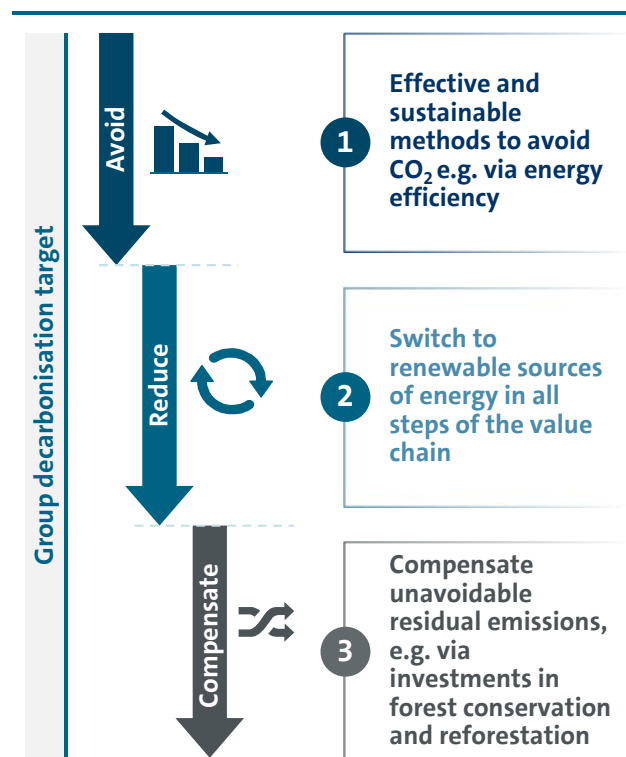 Group decarbonisation target
Avoid
1
Effective and
sustainable
methods to avoid
CO₂ e.g. via energy
efficiency
Reduce
2
Switch to
renewable sources
of energy in all
steps of the value
chain
Compensate
3
Compensate
unavoidable
residual emissions,
e.g. via
investments in
forest conservation
and reforestation